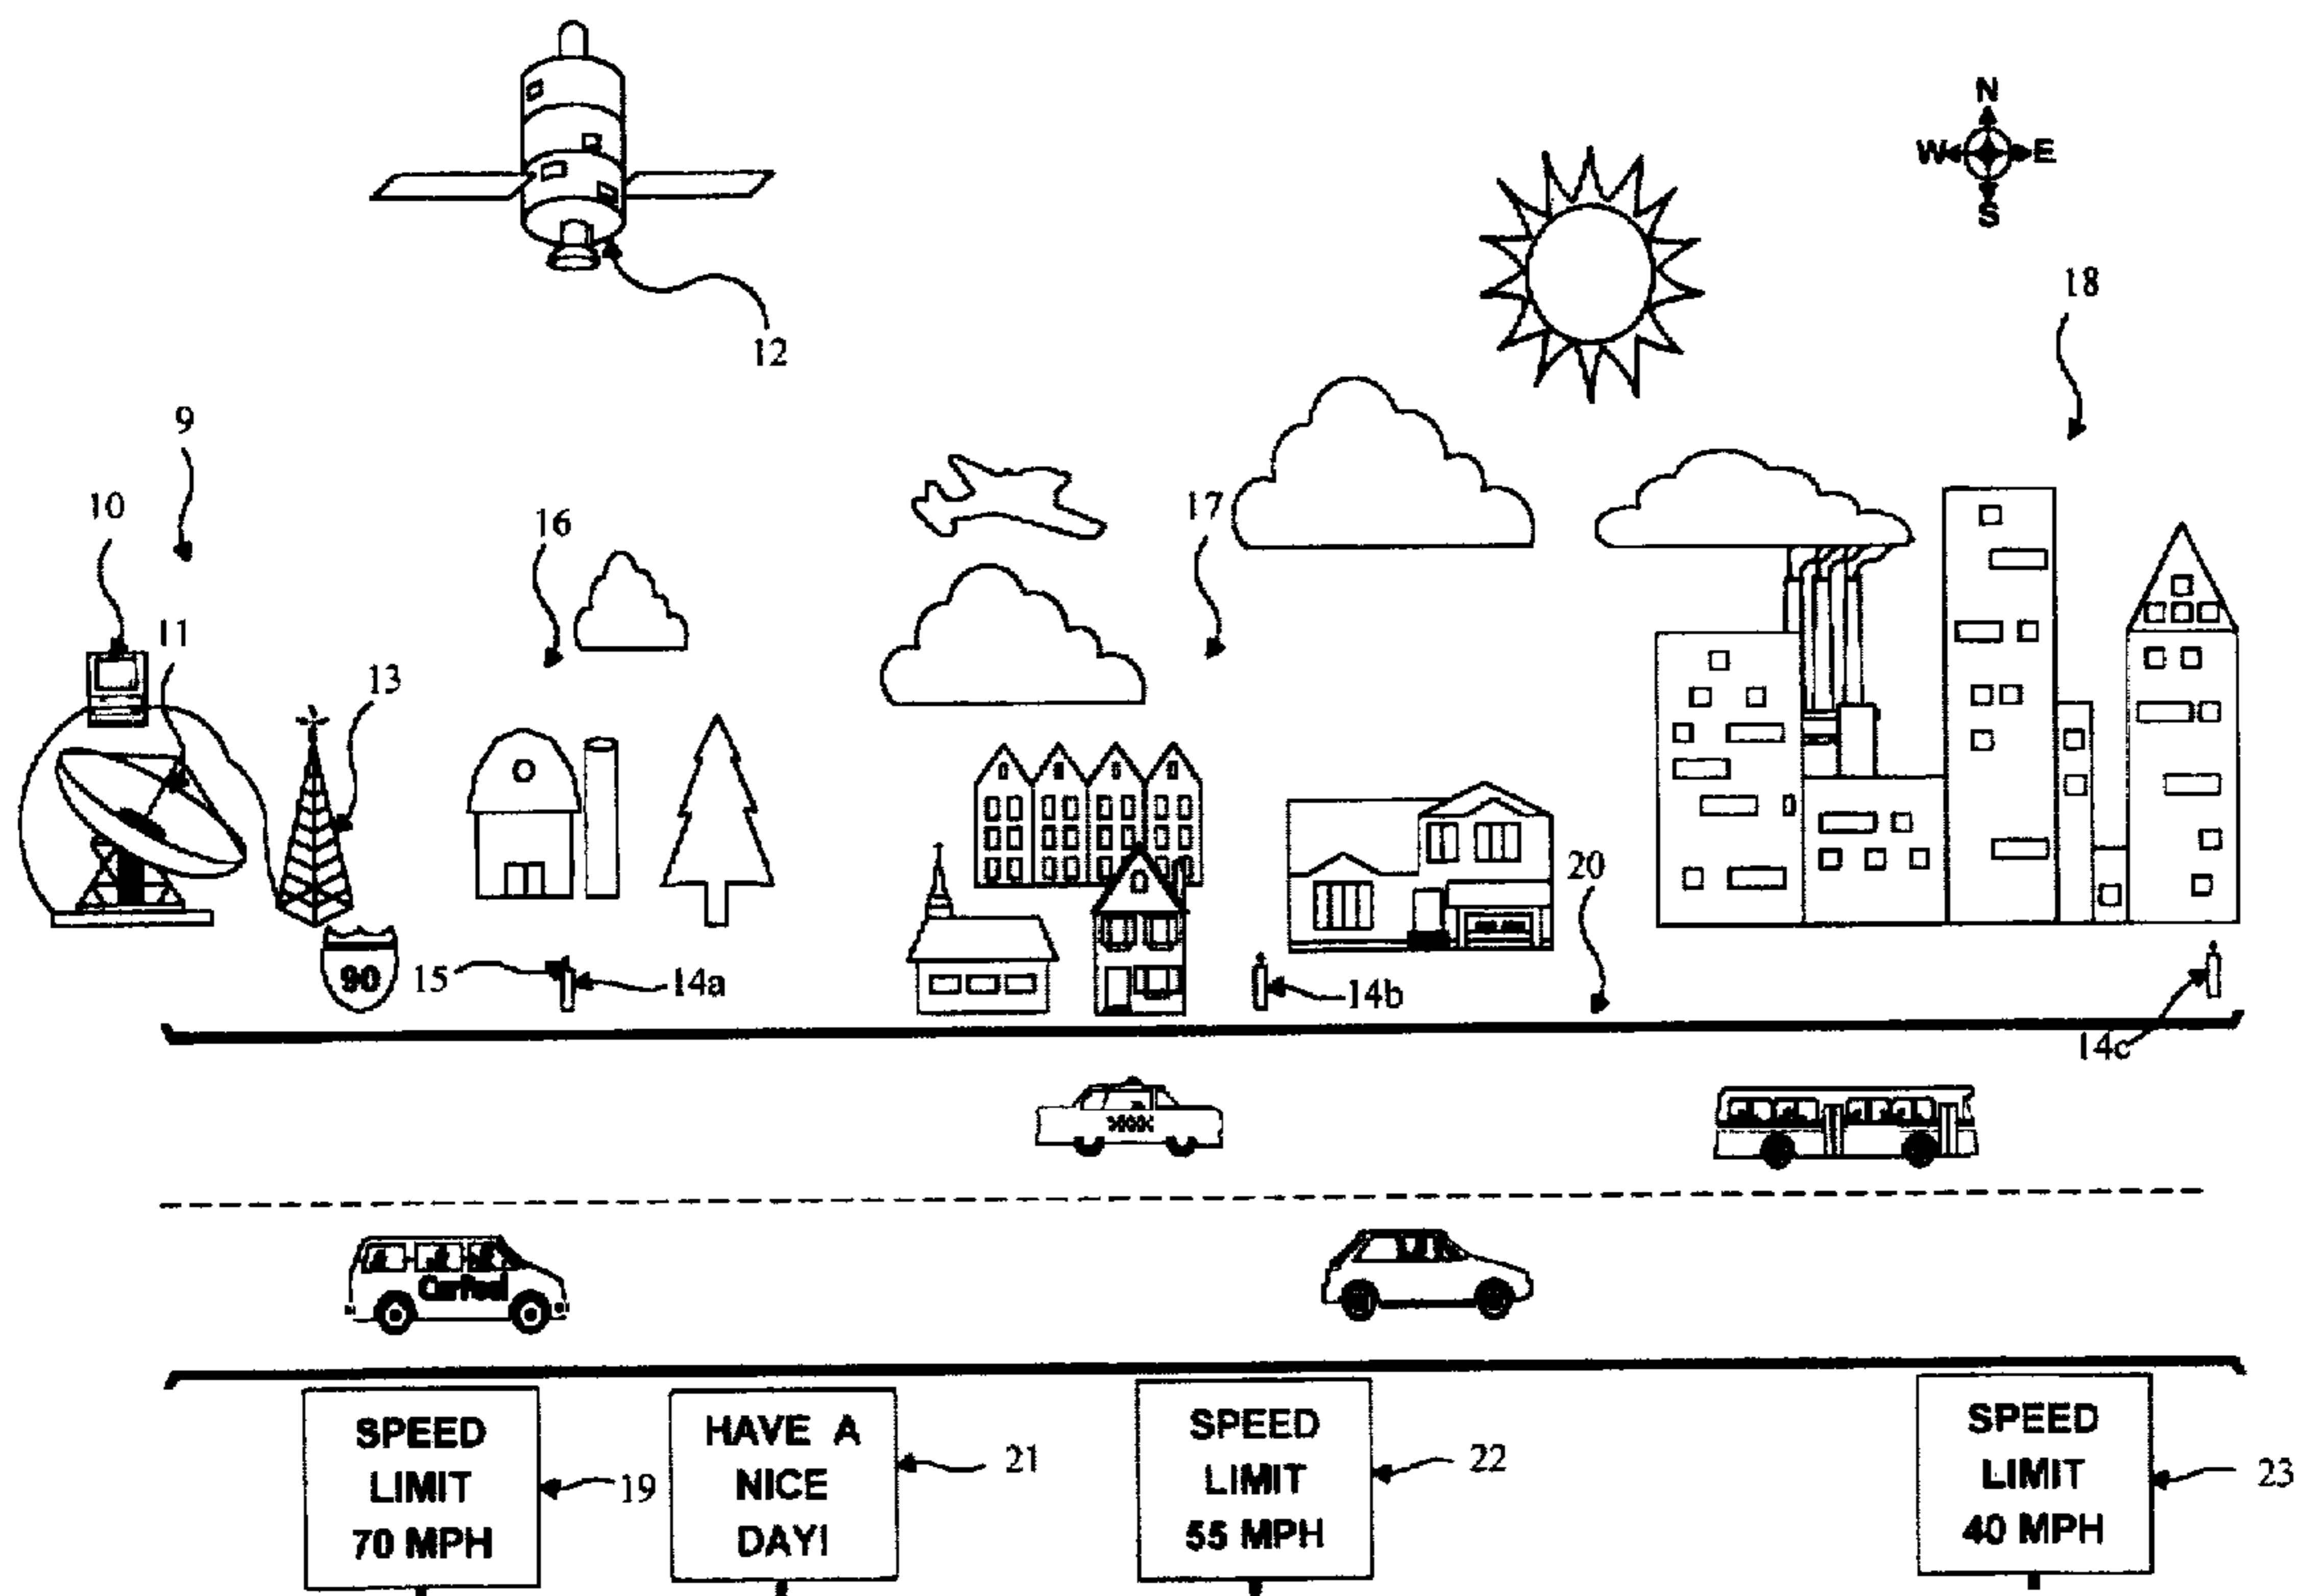 N
W E
S
18
12
9
10
17
16
11
13
20
90
15
14a
14b
14c
CarPool
SPEED
LIMIT
70 MPH
19
HAVE A
NICE
DAY!
21
SPEED
LIMIT
55 MPH
22
SPEED
LIMIT
40 MPH
23